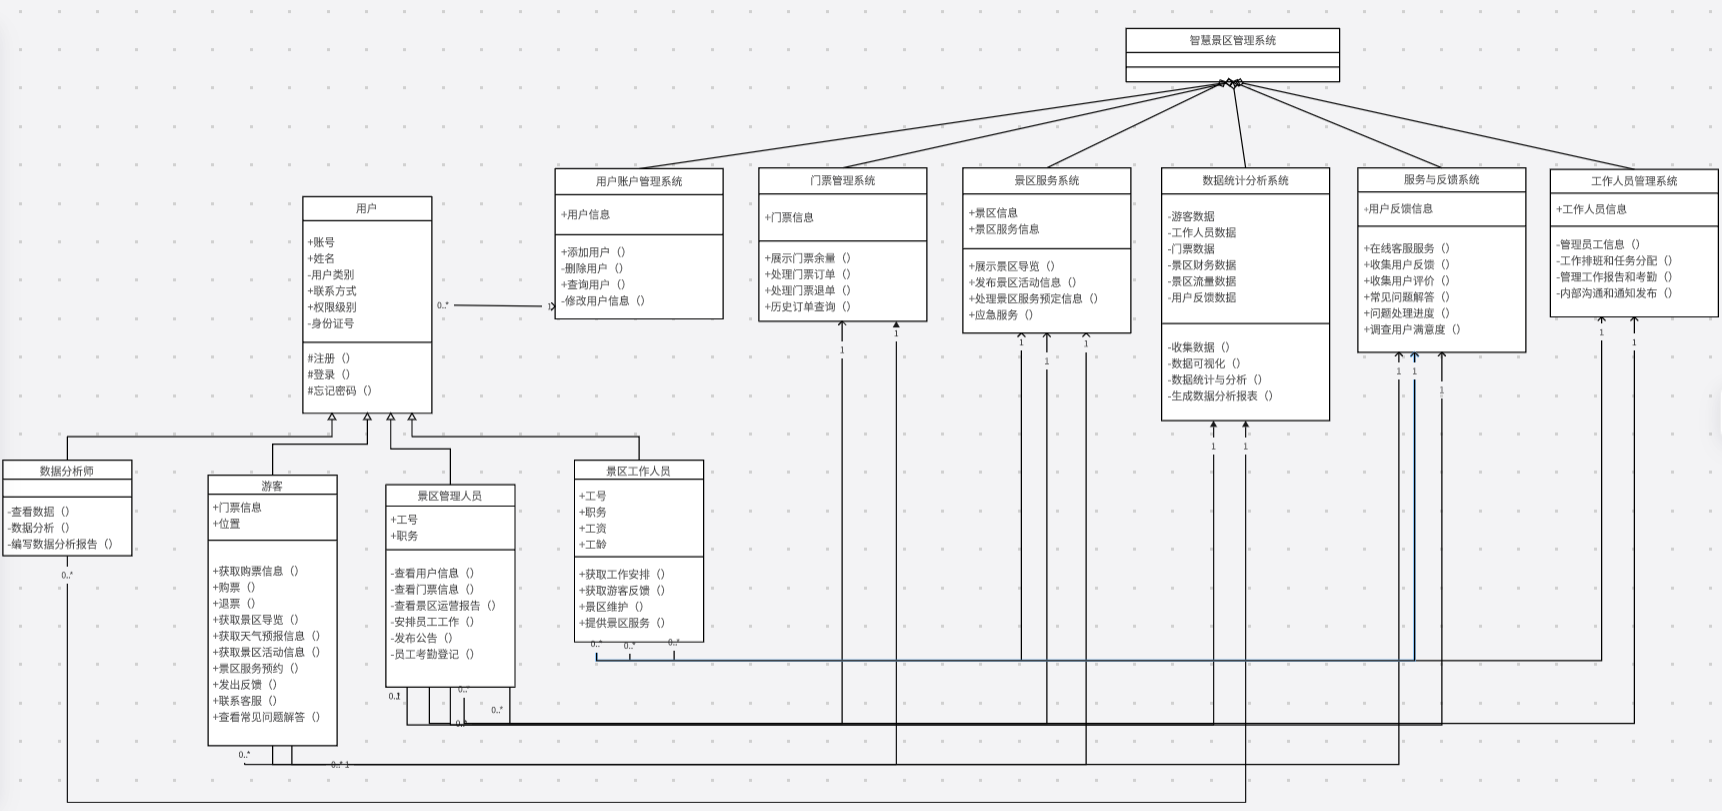 智慧景区管理系统
用户账户管理系统
+用户信息
+添加用户（）
-删除用户（）
+查询用户（）
-修改用户信息（）
门票管理系统
+门票信息
+展示门票余量（）
+处理门票订单（）
+处理门票退单（）
+历史订单查询（）
景区服务系统
+景区信息
+景区服务信息
+展示景区导览（）
+发布景区活动信息（）
+处理景区服务预定信息（）
+应急服务（）
数据统计分析系统
-游客数据
-工作人员数据
-门票数据
-景区财务数据
-景区流量数据
-用户反馈数据
-收集数据（）
-数据可视化（）
-数据统计与分析（）
-生成数据分析报表（）
服务与反馈系统
+用户反馈信息
+在线客服服务（）
+收集用户反馈（）
+收集用户评价（）
+常见问题解答（）
+问题处理进度（）
+调查用户满意度（）
工作人员管理系统
+工作人员信息
-管理员工信息（）
-工作排班和任务分配（）
-管理工作报告和考勤（）
-内部沟通和通知发布（）
用户
+账号
+姓名
-用户类别
+联系方式
+权限级别
-身份证号
#注册（）
#登录（）
#忘记密码（）
0..*
1
1
1
1
1
1
1
1
1
1
1
1
1
数据分析师
-查看数据（）
-数据分析（）
-编写数据分析报告（）
0..*
游客
+门票信息
+位置
+获取购票信息（）
+购票（）
+退票（）
+获取景区导览（）
+获取天气预报信息（）
+获取景区活动信息（）
+景区服务预约（）
+发出反馈（）
+联系客服（）
+查看常见问题解答（）
0..*
0..* 1
景区管理人员
+工号
+职务
-查看用户信息（）
-查看门票信息（）
-查看景区运营报告（）
-安排员工工作（）
-发布公告（）
-员工考勤登记（）
0..*
0..*
景区工作人员
+工号
+职务
+工资
+工龄
+获取工作安排（）
+获取游客反馈（）
+景区维护（）
+提供景区服务（）
0..*
0..*
0..*